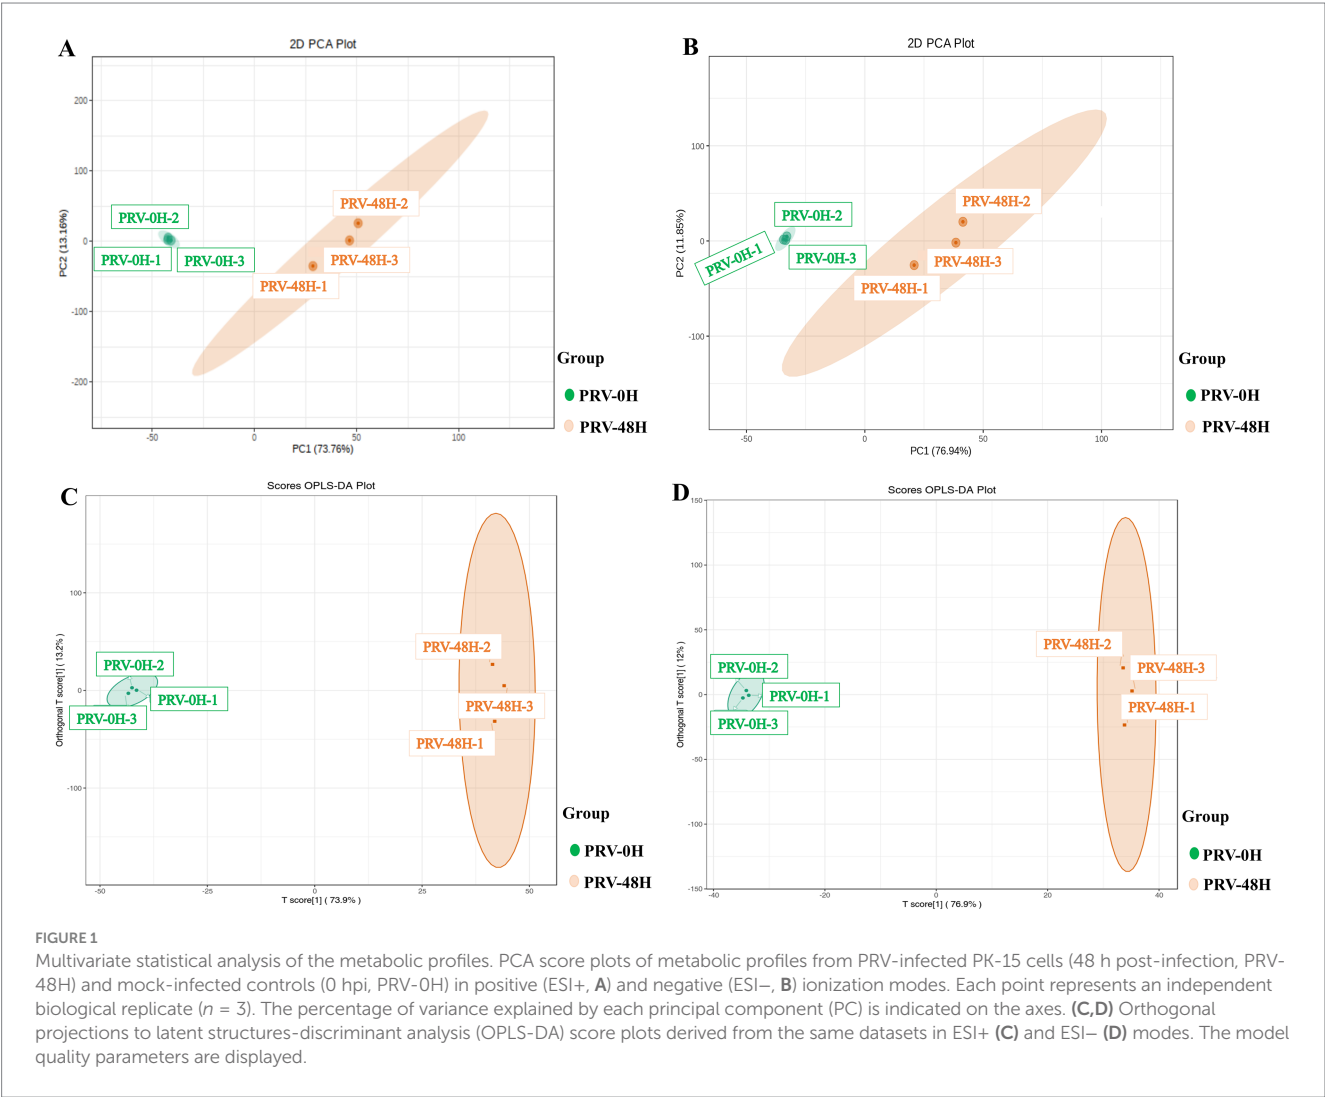 A
2D PCA Plot
PC2 (13.16%)
200
100
0
-100
-200
PRV-0H-2
PRV-0H-1
PRV-0H-3
PRV-48H-2
PRV-48H-3
PRV-48H-1
-50
0
50
100
PC1 (73.76%)
Group
PRV-0H
PRV-48H
B
2D PCA Plot
PC2 (11.85%)
100
0
-100
PRV-0H-2
PRV-0H-1
PRV-0H-3
PRV-48H-2
PRV-48H-3
PRV-48H-1
-50
0
50
100
PC1 (76.94%)
Group
PRV-0H
PRV-48H
C
Scores OPLS-DA Plot
Orthogonal T score[1] ( 13.2% )
100
0
-100
PRV-0H-2
PRV-0H-1
PRV-0H-3
PRV-48H-2
PRV-48H-3
PRV-48H-1
-50
-25
0
25
50
T score[1] ( 73.9% )
Group
PRV-0H
PRV-48H
D
Scores OPLS-DA Plot
Orthogonal T score[1] ( 12% )
150
100
50
0
-50
-100
-150
PRV-0H-2
PRV-0H-1
PRV-0H-3
PRV-48H-2
PRV-48H-3
PRV-48H-1
-40
-20
0
20
40
T score[1] ( 76.9% )
Group
PRV-0H
PRV-48H
FIGURE 1
Multivariate statistical analysis of the metabolic profiles. PCA score plots of metabolic profiles from PRV-infected PK-15 cells (48 h post-infection, PRV-
48H) and mock-infected controls (0 hpi, PRV-0H) in positive (ESI+, A) and negative (ESI−, B) ionization modes. Each point represents an independent
biological replicate (n = 3). The percentage of variance explained by each principal component (PC) is indicated on the axes. (C,D) Orthogonal
projections to latent structures-discriminant analysis (OPLS-DA) score plots derived from the same datasets in ESI+ (C) and ESI− (D) modes. The model
quality parameters are displayed.